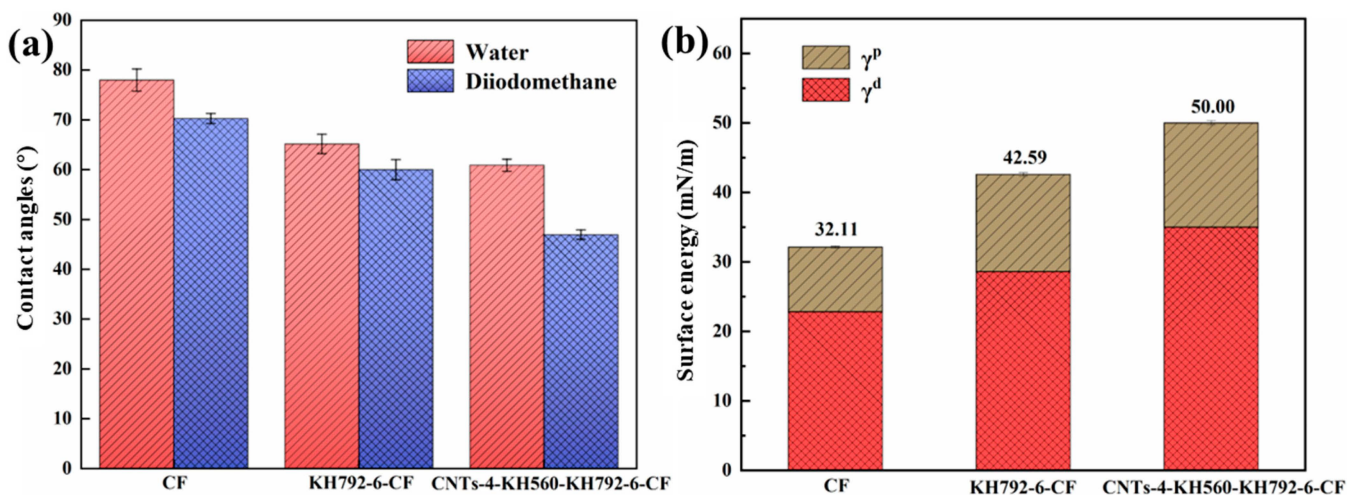 (a)
Contact angles (°)
90
80
70
60
50
40
30
20
10
0
Water
Diiodomethane
CF
KH792-6-CF
CNTs-4-KH560-KH792-6-CF
(b)
Surface energy (mN/m)
60
50
40
30
20
10
0
γp
γd
32.11
42.59
50.00
CF
KH792-6-CF
CNTs-4-KH560-KH792-6-CF